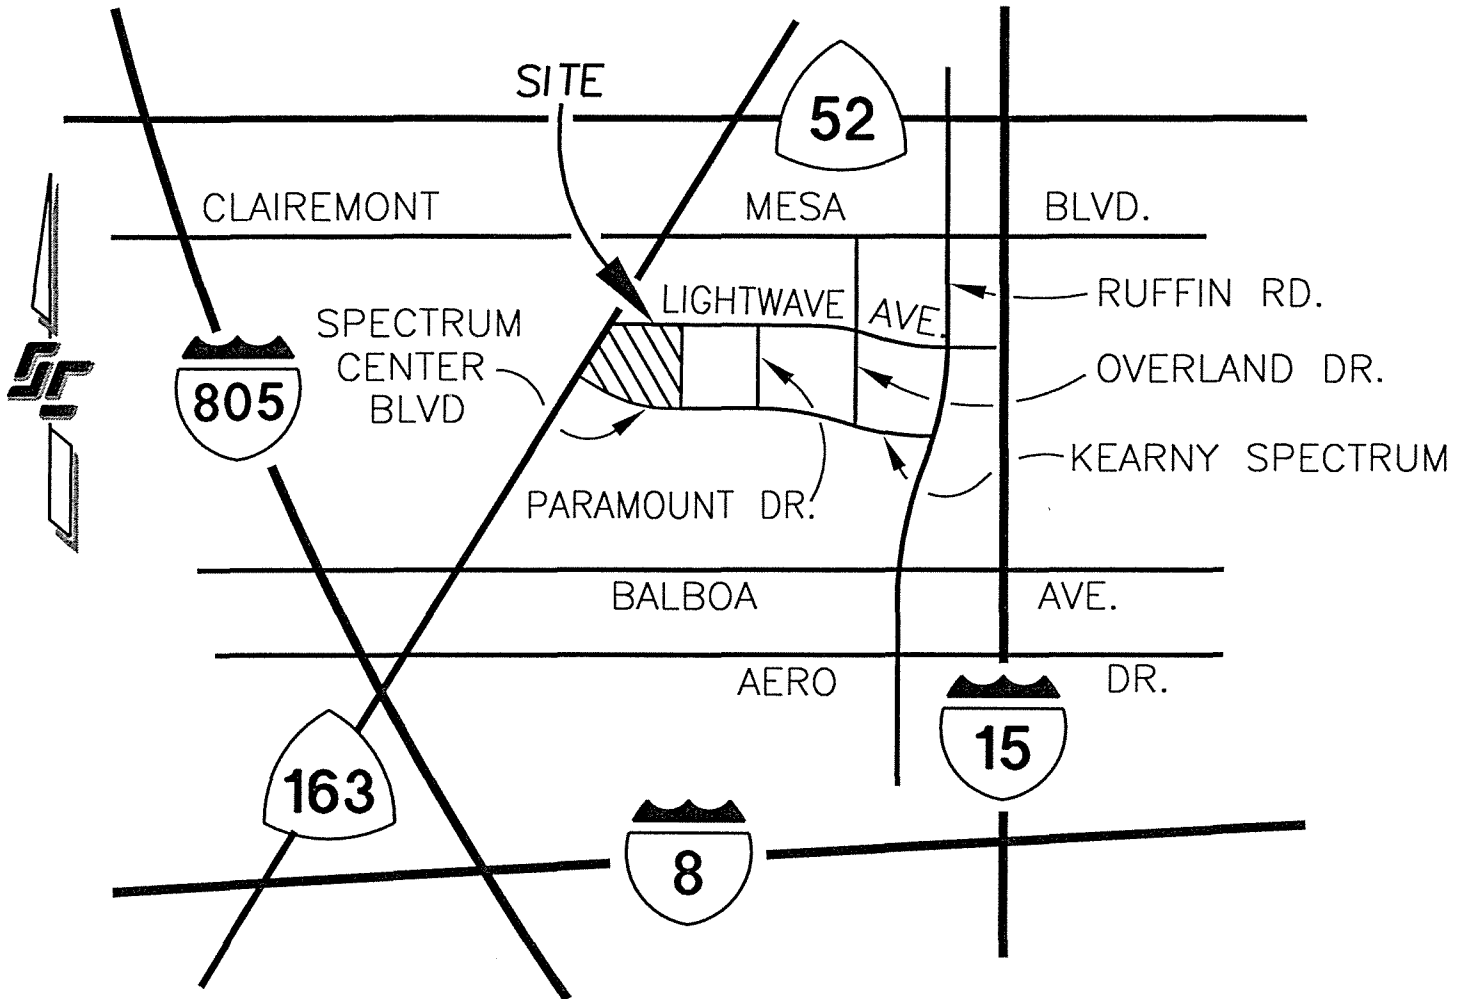 SITE
52
CLAIREMONT MESA BLVD.
LIGHTWAVE AVE.
RUFFIN RD.
SPECTRUM
CENTER
BLVD
805
OVERLAND DR.
KEARNY SPECTRUM
PARAMOUNT DR.
BALBOA AVE.
AERO DR.
15
163
8